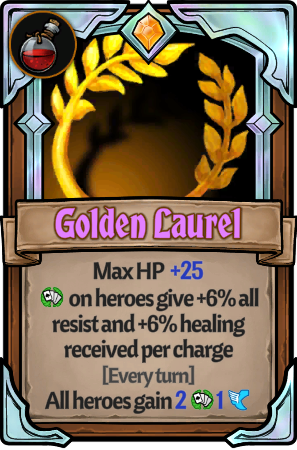 Golden Laurel
Max HP +25
on heroes give +6% all
resist and +6% healing
received per charge
[Every turn]
All heroes gain 2 1